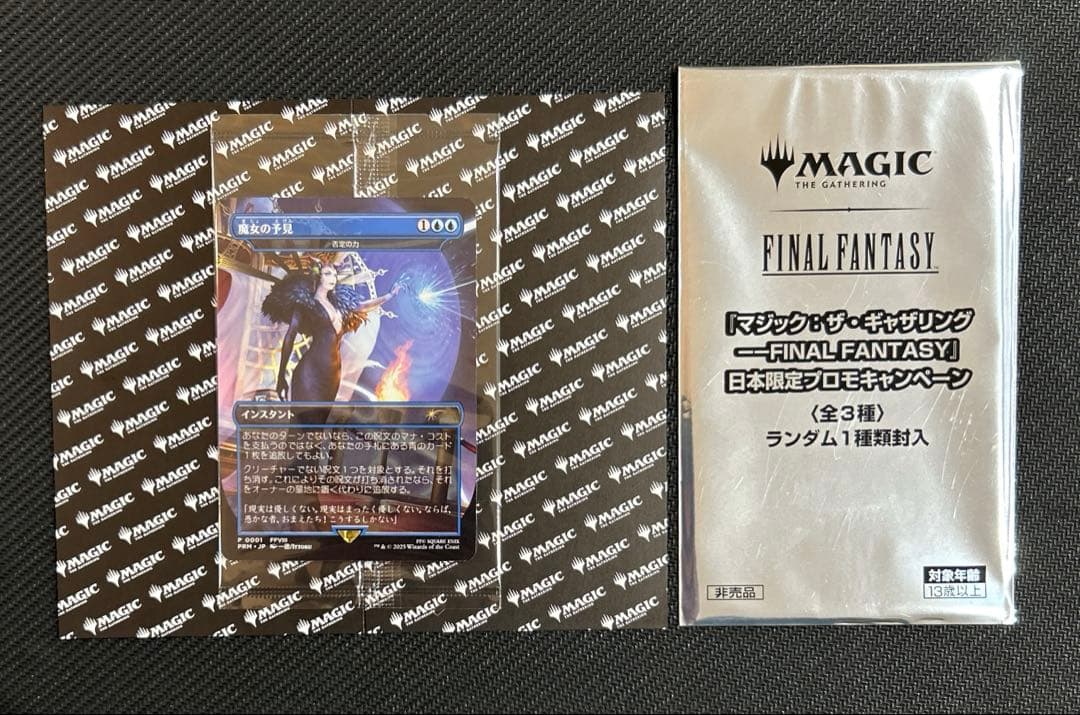 魔女の予見
1
否定の力
インスタント
あなたのターンでないなら、この呪文のマナ・コスト
を支払うのではなく、あなたの手札にある青のカード
1枚を追放してもよい。
クリーチャーでない呪文1つを対象とする。それを打
ち消す。これによりその呪文が打ち消されたなら、それ
をオーナーの墓地に置く代わりに追放する。
「現実は優しくない。現実はまったく優しくない。ならば、
愚かな者、おまえたち!こうするしかない」
P 0001 FFVIII
PRM・JP
FF© SQUARE ENIX
™ & © 2025 Wizards of the Coast
MAGIC
THE GATHERING
MAGIC
THE GATHERING
FINAL FANTASY
『マジック:ザ・ギャザリング
——FINAL FANTASY』
日本限定プロモキャンペーン
〈全3種〉
ランダム1種類封入
非売品
対象年齢
13歳以上